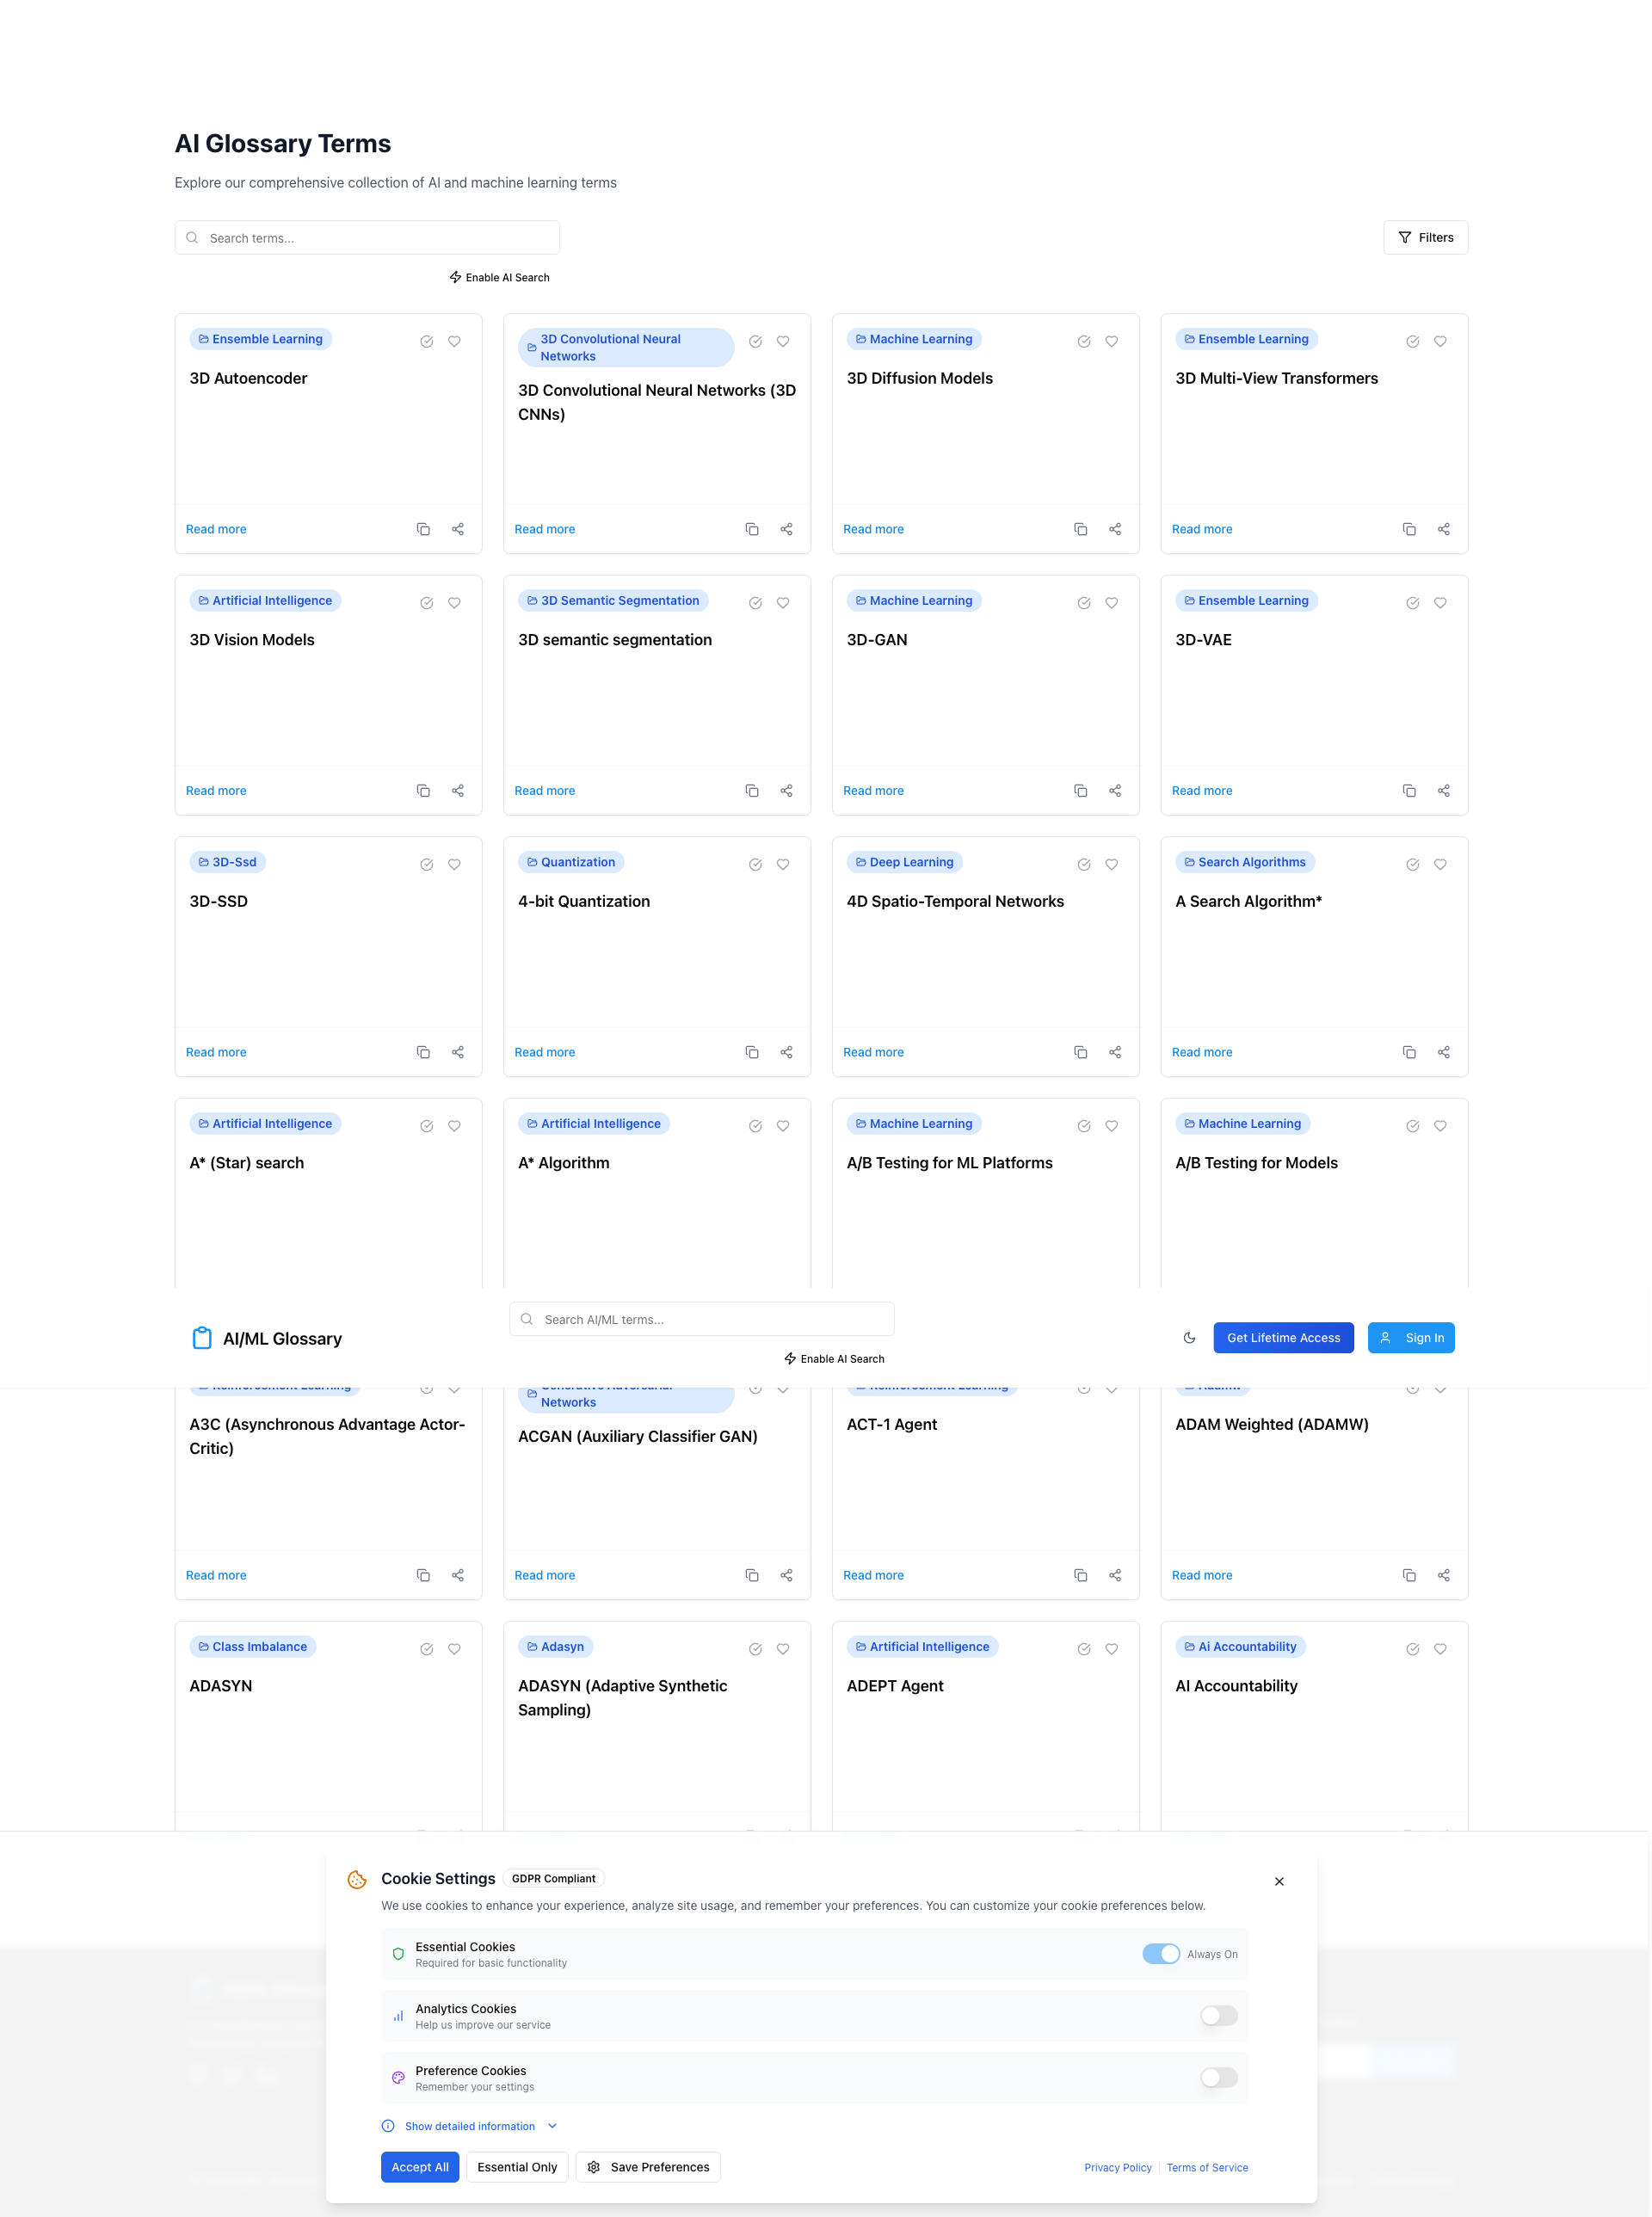 AI Glossary Terms
Explore our comprehensive collection of AI and machine learning terms
Search terms...
Filters
Enable AI Search
Ensemble Learning
3D Autoencoder
Read more
3D Convolutional Neural
Networks
3D Convolutional Neural Networks (3D
CNNs)
Read more
Machine Learning
3D Diffusion Models
Read more
Ensemble Learning
3D Multi-View Transformers
Read more
Artificial Intelligence
3D Vision Models
Read more
3D Semantic Segmentation
3D semantic segmentation
Read more
Machine Learning
3D-GAN
Read more
Ensemble Learning
3D-VAE
Read more
3D-Ssd
3D-SSD
Read more
Quantization
4-bit Quantization
Read more
Deep Learning
4D Spatio-Temporal Networks
Read more
Search Algorithms
A Search Algorithm*
Read more
Artificial Intelligence
A* (Star) search
Artificial Intelligence
A* Algorithm
Machine Learning
A/B Testing for ML Platforms
Machine Learning
A/B Testing for Models
AI/ML Glossary
Search AI/ML terms...
Enable AI Search
Get Lifetime Access
Sign In
A3C (Asynchronous Advantage Actor-
Critic)
Read more
Networks
ACGAN (Auxiliary Classifier GAN)
Read more
ACT-1 Agent
Read more
ADAM Weighted (ADAMW)
Read more
Class Imbalance
ADASYN
Adasyn
ADASYN (Adaptive Synthetic
Sampling)
Artificial Intelligence
ADEPT Agent
Ai Accountability
AI Accountability
Cookie Settings
GDPR Compliant
We use cookies to enhance your experience, analyze site usage, and remember your preferences. You can customize your cookie preferences below.
Essential Cookies
Required for basic functionality
Always On
Analytics Cookies
Help us improve our service
Preference Cookies
Remember your settings
Show detailed information
Accept All
Essential Only
Save Preferences
Privacy Policy
Terms of Service